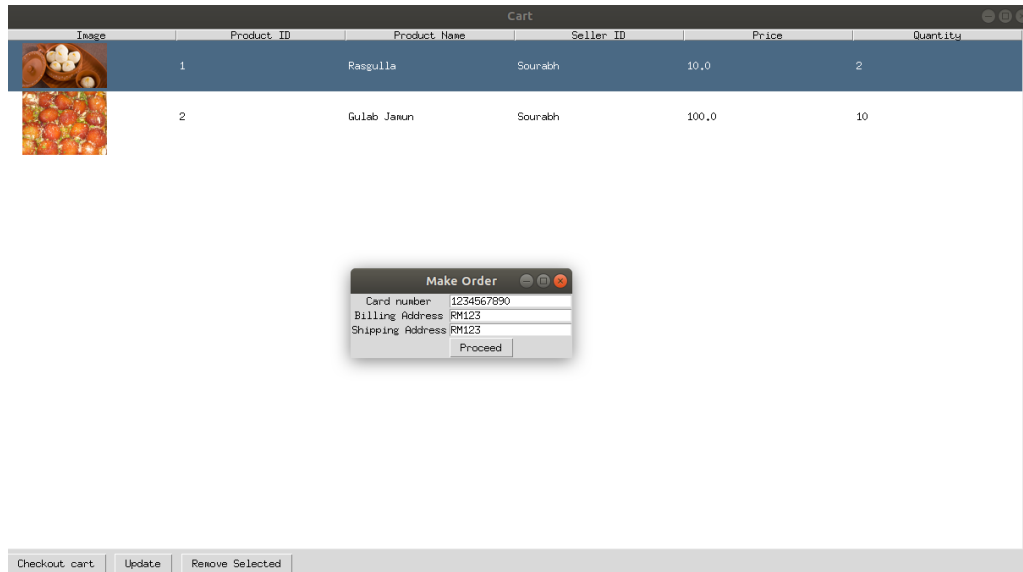 Cart
Image Product ID Product Name Seller ID Price Quantity
1 Rasgulla Sourabh 10.0 2
2 Gulab Jamun Sourabh 100.0 10
Make Order
Card number 1234567890
Billing Address RM123
Shipping Address RM123
Proceed
Checkout cart Update Remove Selected